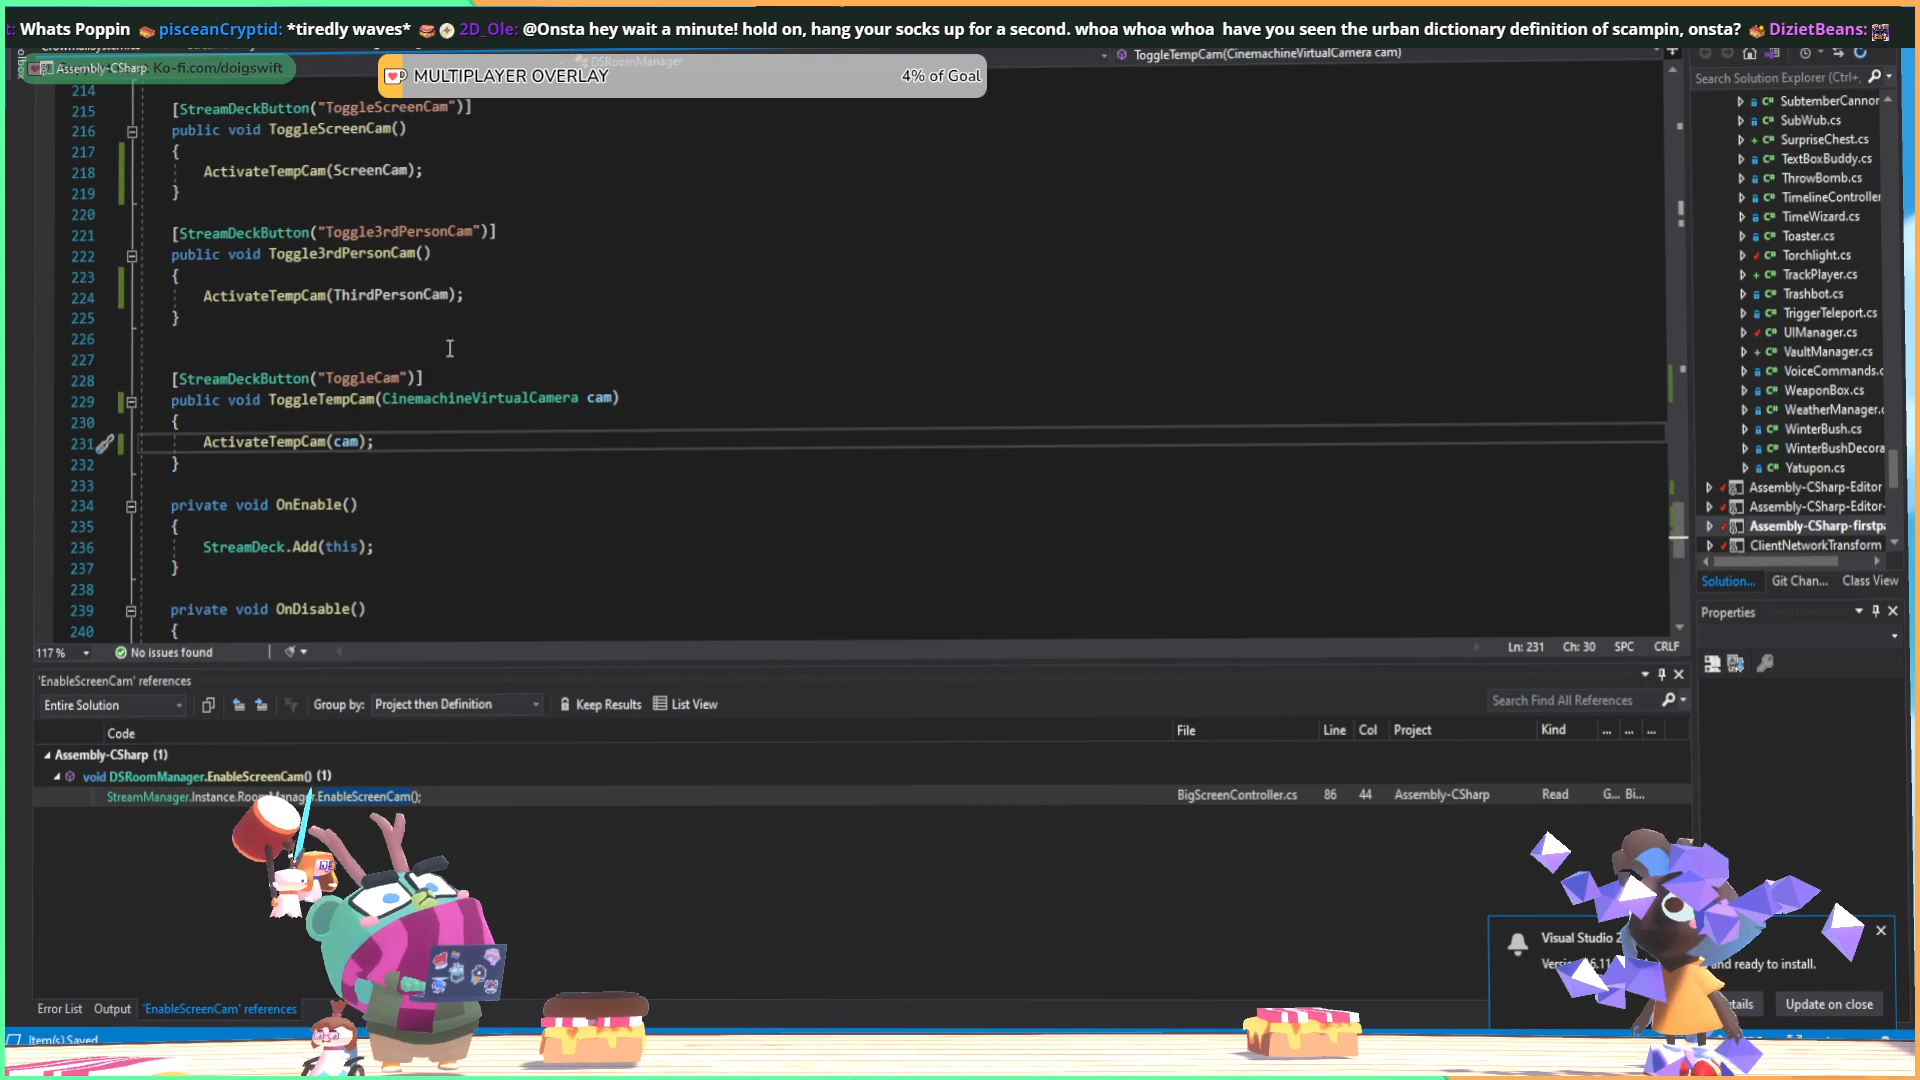 Whats Poppin pisceanCryptid: *tiredly waves* 2D_Ole: @Onsta hey wait a minute! hold on, hang your socks up for a second. whoa whoa whoa have you seen the urban dictionary definition of scampin, onsta? DizietBeans:
Assembly-CSharp
Ko-fi.com/doigswift
DSRoomManager
ToggleTempCam(CinemachineVirtualCamera cam)
MULTIPLAYER OVERLAY 4% of Goal
214
215 [StreamDeckButton("ToggleScreenCam")]
216 public void ToggleScreenCam()
217 {
218 ActivateTempCam(ScreenCam);
219 }
220
221 [StreamDeckButton("Toggle3rdPersonCam")]
222 public void Toggle3rdPersonCam()
223 {
224 ActivateTempCam(ThirdPersonCam);
225 }
226
227
228 [StreamDeckButton("ToggleCam")]
229 public void ToggleTempCam(CinemachineVirtualCamera cam)
230 {
231 ActivateTempCam(cam);
232 }
233
234 private void OnEnable()
235 {
236 StreamDeck.Add(this);
237 }
238
239 private void OnDisable()
240 {
117 % No issues found Ln: 231 Ch: 30 SPC CRLF
Search Solution Explorer (Ctrl+,
C# SubtemberCannor
C# SubWub.cs
C# SurpriseChest.cs
C# TextBoxBuddy.cs
C# ThrowBomb.cs
C# TimelineController
C# TimeWizard.cs
C# Toaster.cs
C# Torchlight.cs
C# TrackPlayer.cs
C# Trashbot.cs
C# TriggerTeleport.cs
C# UIManager.cs
C# VaultManager.cs
C# VoiceCommands.c
C# WeaponBox.cs
C# WeatherManager.c
C# WinterBush.cs
C# WinterBushDecora
C# Yatupon.cs
Assembly-CSharp-Editor
Assembly-CSharp-Editor-
Assembly-CSharp-firstpa
ClientNetworkTransform
Solution... Git Chan... Class View
Properties
'EnableScreenCam' references
Entire Solution Group by: Project then Definition Keep Results List View Search Find All References
Code File Line Col Project Kind ... ... ...
Assembly-CSharp (1)
void DSRoomManager.EnableScreenCam() (1)
StreamManager.Instance.RoomManager.EnableScreenCam(); BigScreenController.cs 86 44 Assembly-CSharp Read G... Bi...
Visual Studio 2
and ready to install.
Update on close
Error List Output 'EnableScreenCam' references
Item(s) Saved